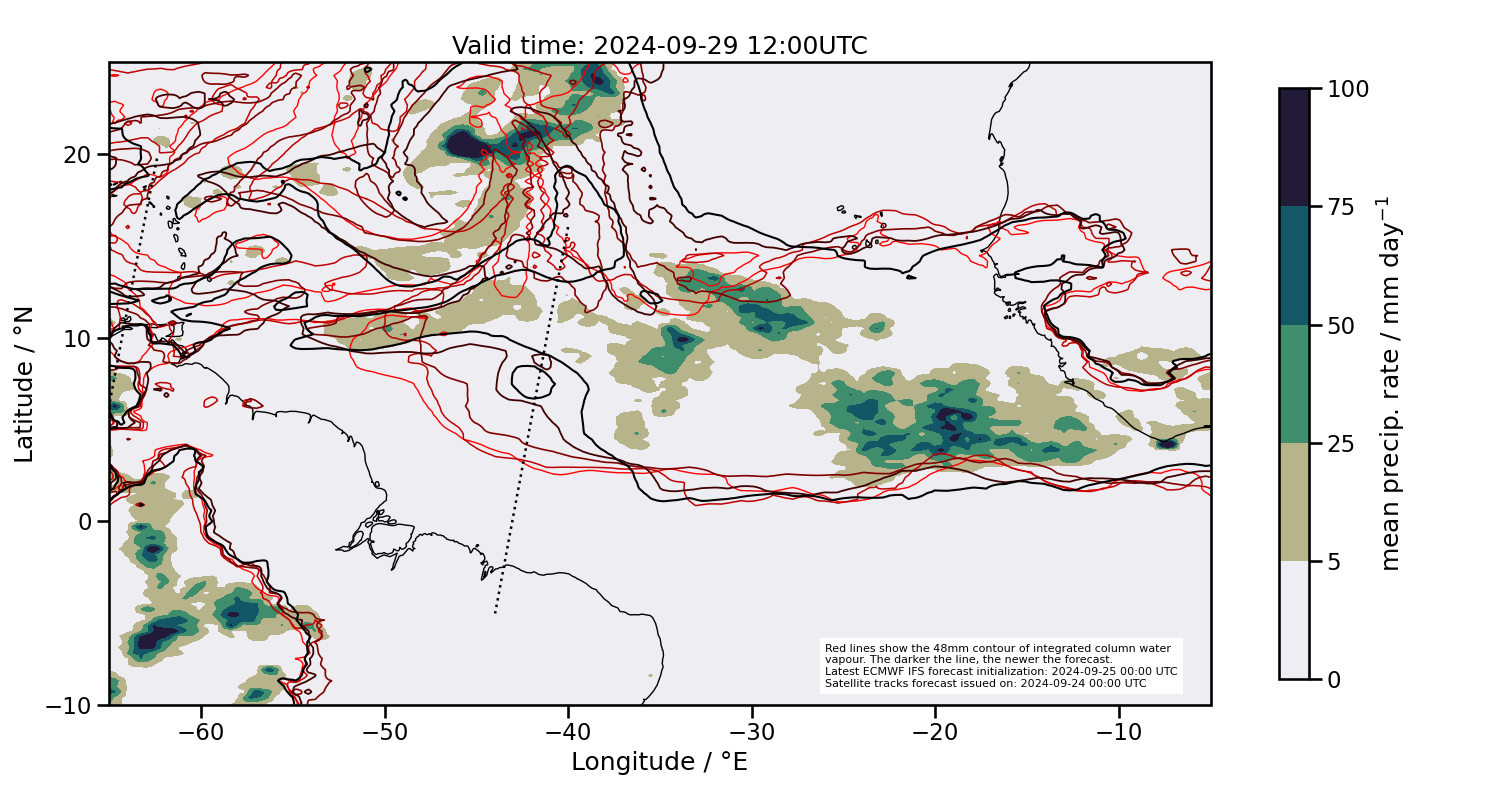 Valid time: 2024-09-29 12:00UTC
Latitude / °N
20
10
0
−10
−60
−50
−40
−30
−20
−10
Longitude / °E
Red lines show the 48mm contour of integrated column water
vapour. The darker the line, the newer the forecast.
Latest ECMWF IFS forecast initialization: 2024-09-25 00:00 UTC
Satellite tracks forecast issued on: 2024-09-24 00:00 UTC
100
75
50
25
5
0
mean precip. rate / mm day⁻¹